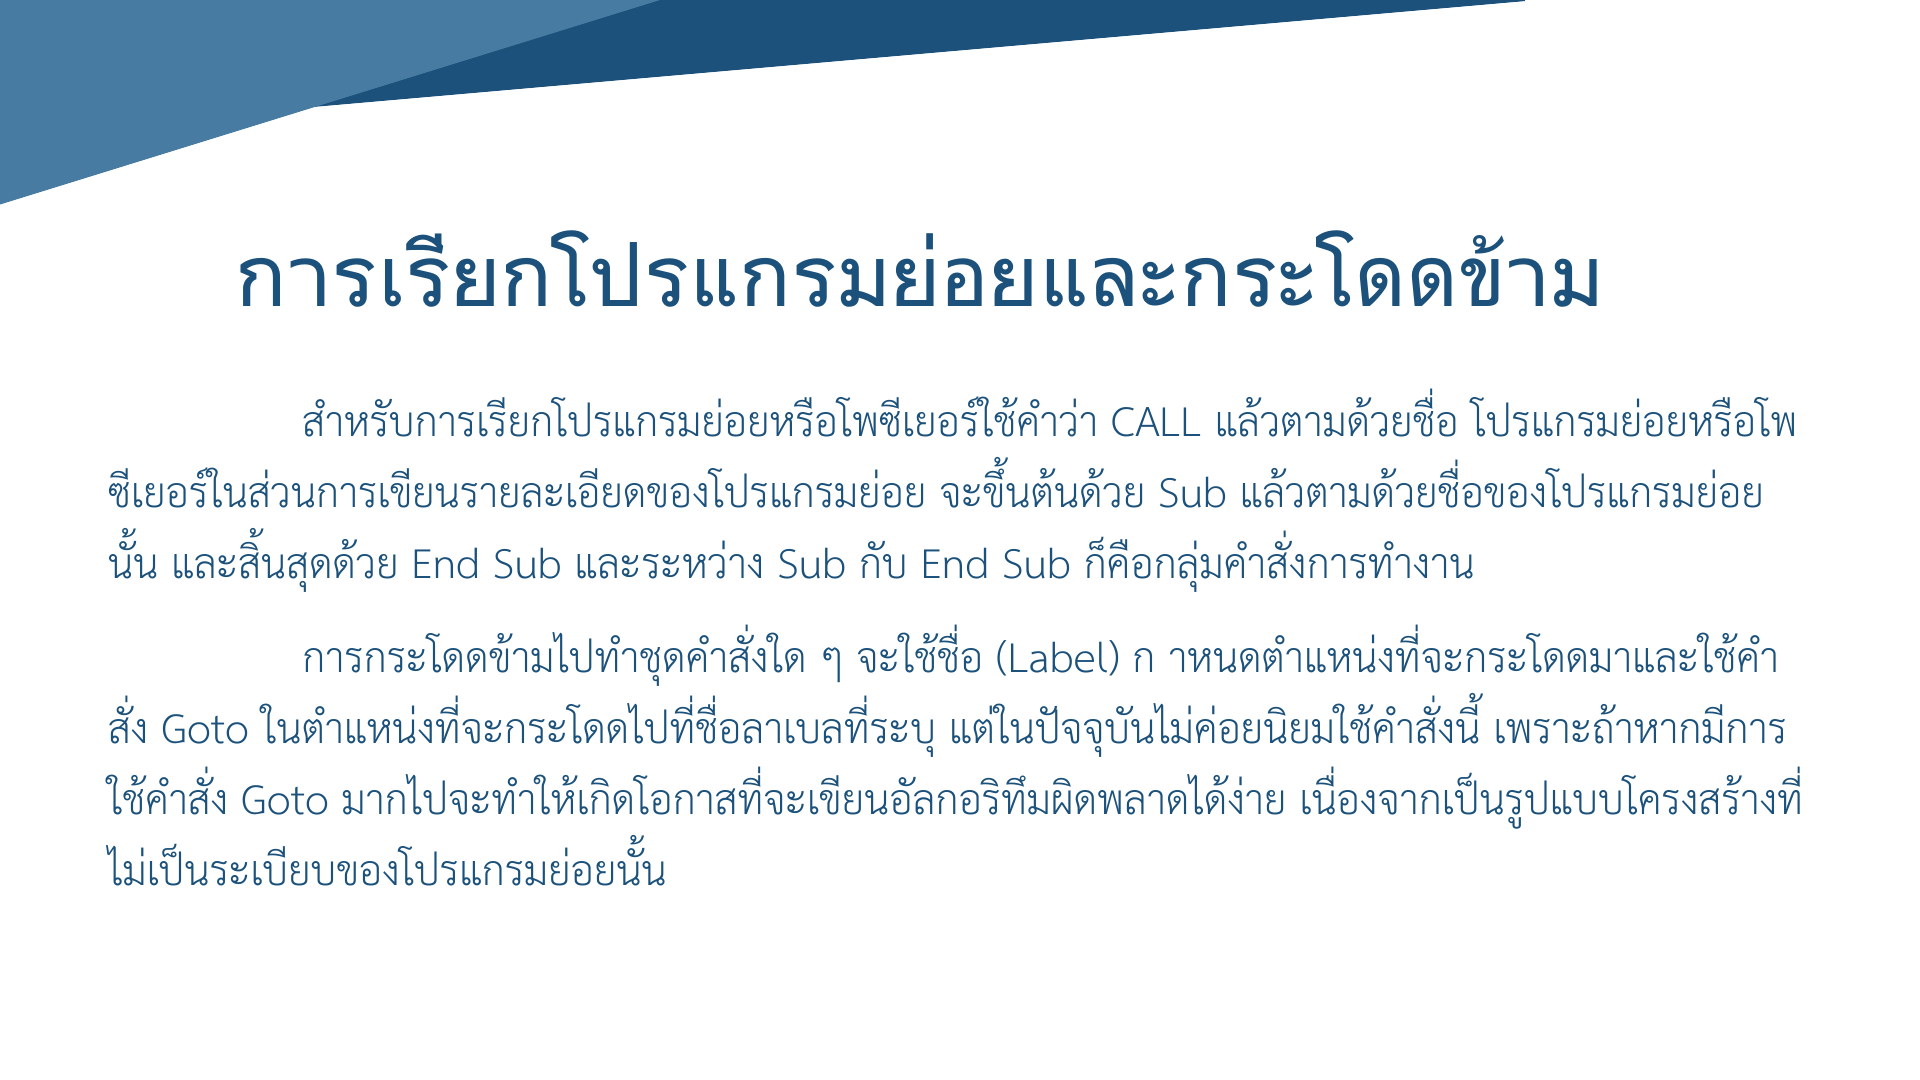 การเรียกโปรแกรมย่อยและกระโดดข้าม
สำหรับการเรียกโปรแกรมย่อยหรือโพซีเยอร์ใช้คำว่า CALL แล้วตามด้วยชื่อ โปรแกรมย่อยหรือโพ
ซีเยอร์ในส่วนการเขียนรายละเอียดของโปรแกรมย่อย จะขึ้นต้นด้วย Sub แล้วตามด้วยชื่อของโปรแกรมย่อย
นั้น และสิ้นสุดด้วย End Sub และระหว่าง Sub กับ End Sub ก็คือกลุ่มคำสั่งการทำงาน
การกระโดดข้ามไปทำชุดคำสั่งใด ๆ จะใช้ชื่อ (Label) ก าหนดตำแหน่งที่จะกระโดดมาและใช้คำ
สั่ง Goto ในตำแหน่งที่จะกระโดดไปที่ชื่อลาเบลที่ระบุ แต่ในปัจจุบันไม่ค่อยนิยมใช้คำสั่งนี้ เพราะถ้าหากมีการ
ใช้คำสั่ง Goto มากไปจะทำให้เกิดโอกาสที่จะเขียนอัลกอริทึมผิดพลาดได้ง่าย เนื่องจากเป็นรูปแบบโครงสร้างที่
ไม่เป็นระเบียบของโปรแกรมย่อยนั้น